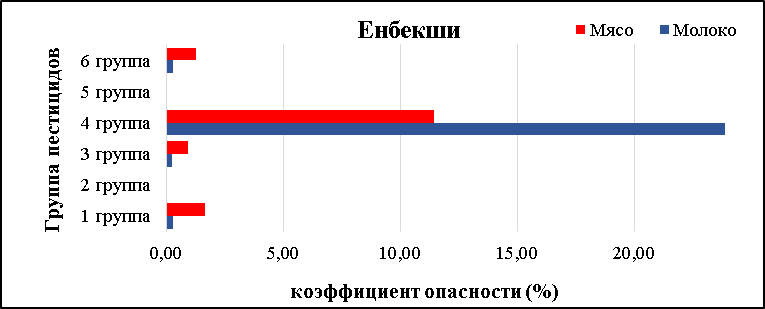 Енбекши
Мясо Молоко
Группа пестицидов
6 группа
5 группа
4 группа
3 группа
2 группа
1 группа
0,00 5,00 10,00 15,00 20,00
коэффициент опасности (%)